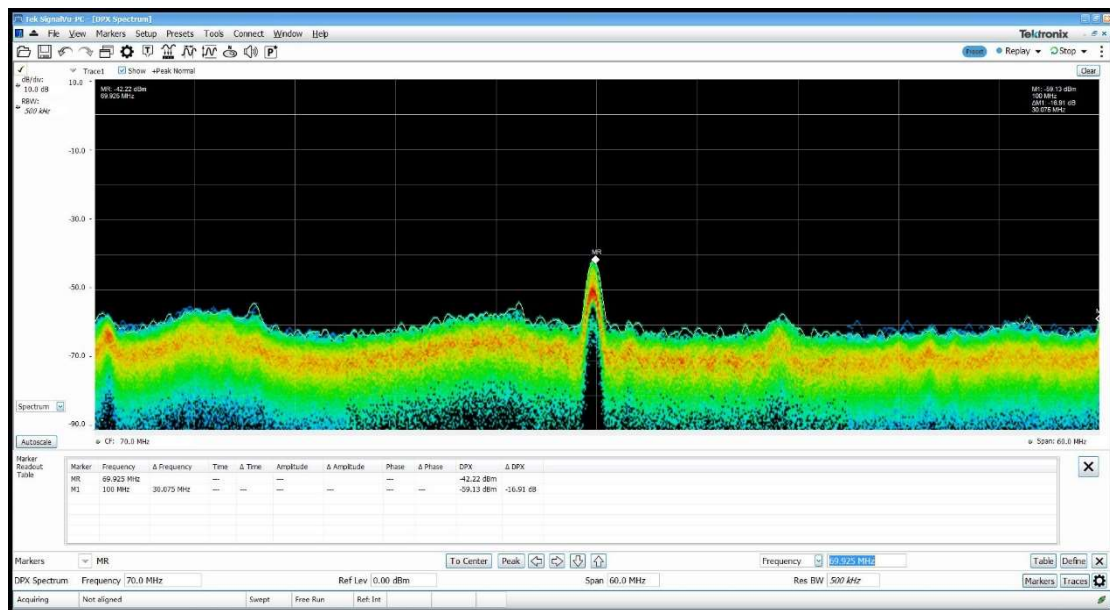 Tek SignalVu-PC - [DPX Spectrum]
File View Markers Setup Presets Tools Connect Window Help
Tektronix
Preset Replay Stop
Trace1 Show +Peak Normal Clear
dB/div:
10.0 dB
RBW:
500 kHz
10.0
MR: -42.22 dBm
69.925 MHz
M1: -59.13 dBm
100 MHz
ΔM1: -16.91 dB
30.075 MHz
-10.0
-30.0
MR
-50.0
-70.0
Spectrum
-90.0
Autoscale CF: 70.0 MHz Span: 60.0 MHz
Marker
Readout
Table
Marker Frequency Δ Frequency Time Δ Time Amplitude Δ Amplitude Phase Δ Phase DPX Δ DPX
MR 69.925 MHz --- --- --- -42.22 dBm
M1 100 MHz 30.075 MHz --- --- --- --- --- --- -59.13 dBm -16.91 dB
Markers MR To Center Peak Frequency 69.925 MHz Table Define
DPX Spectrum Frequency 70.0 MHz Ref Lev 0.00 dBm Span 60.0 MHz Res BW 500 kHz Markers Traces
Acquiring Not aligned Swept Free Run Ref: Int